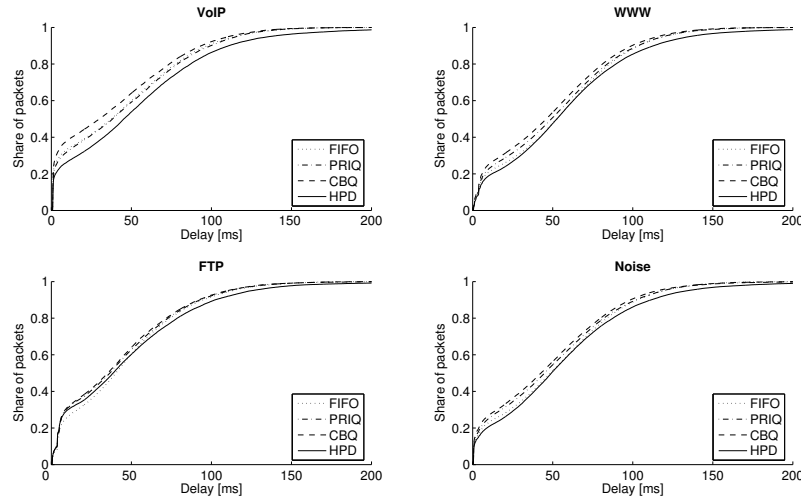 VoIP
1
0.8
0.6
0.4
0.2
0
Share of packets
0 50 100 150 200
Delay [ms]
FIFO
PRIQ
CBQ
HPD
WWW
1
0.8
0.6
0.4
0.2
0
Share of packets
0 50 100 150 200
Delay [ms]
FIFO
PRIQ
CBQ
HPD
FTP
1
0.8
0.6
0.4
0.2
0
Share of packets
0 50 100 150 200
Delay [ms]
FIFO
PRIQ
CBQ
HPD
Noise
1
0.8
0.6
0.4
0.2
0
Share of packets
0 50 100 150 200
Delay [ms]
FIFO
PRIQ
CBQ
HPD